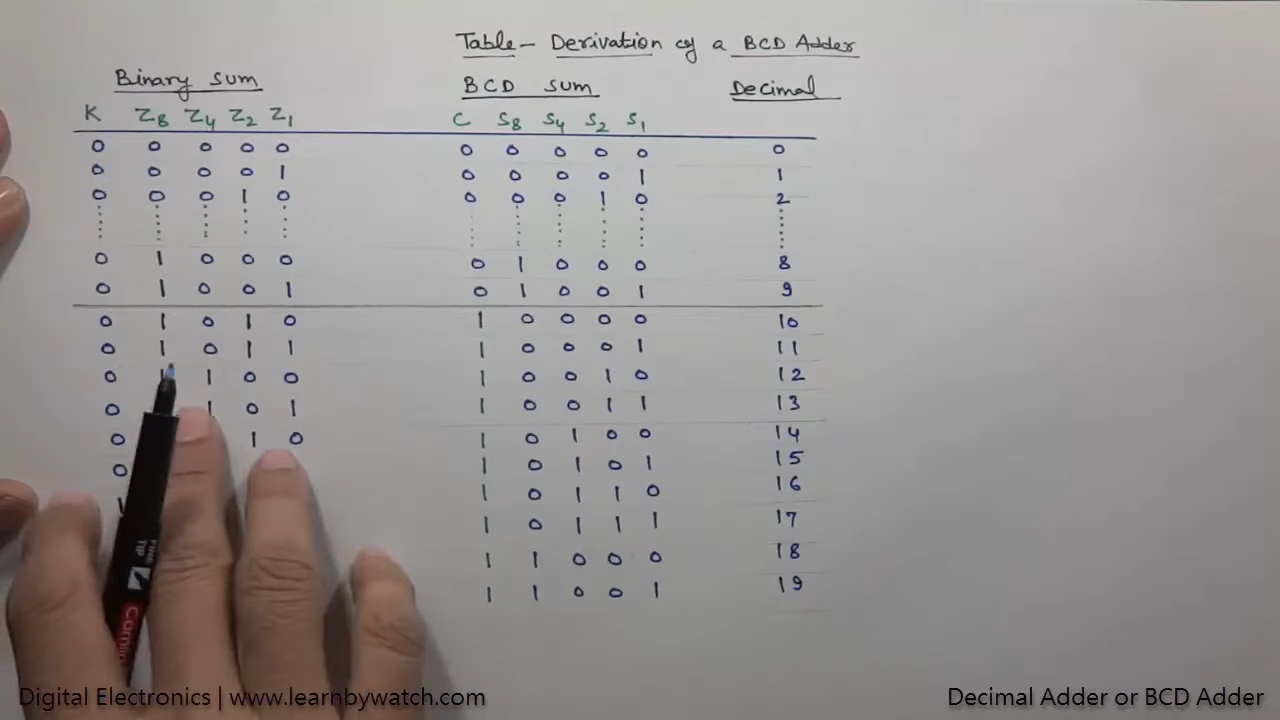 Table - Derivation of a BCD Adder
Binary Sum BCD Sum Decimal
K Z8 Z4 Z2 Z1 C S8 S4 S2 S1
0 0 0 0 0 0 0 0 0 0 0
0 0 0 0 1 0 0 0 0 1 1
0 0 0 1 0 0 0 0 1 0 2
0 1 0 0 0 0 1 0 0 0 8
0 1 0 0 1 0 1 0 0 1 9
0 1 0 1 0 1 0 0 0 0 10
0 1 0 1 1 1 0 0 0 1 11
0 1 1 0 0 1 0 0 1 0 12
0 1 0 1 1 0 0 1 1 13
0 1 0 1 0 1 0 0 14
0 1 0 1 0 1 15
1 1 0 1 1 0 16
1 0 1 1 1 17
1 1 0 0 0 18
1 1 0 0 1 19
FINE TIP
Digital Electronics | www.learnbywatch.com Decimal Adder or BCD Adder